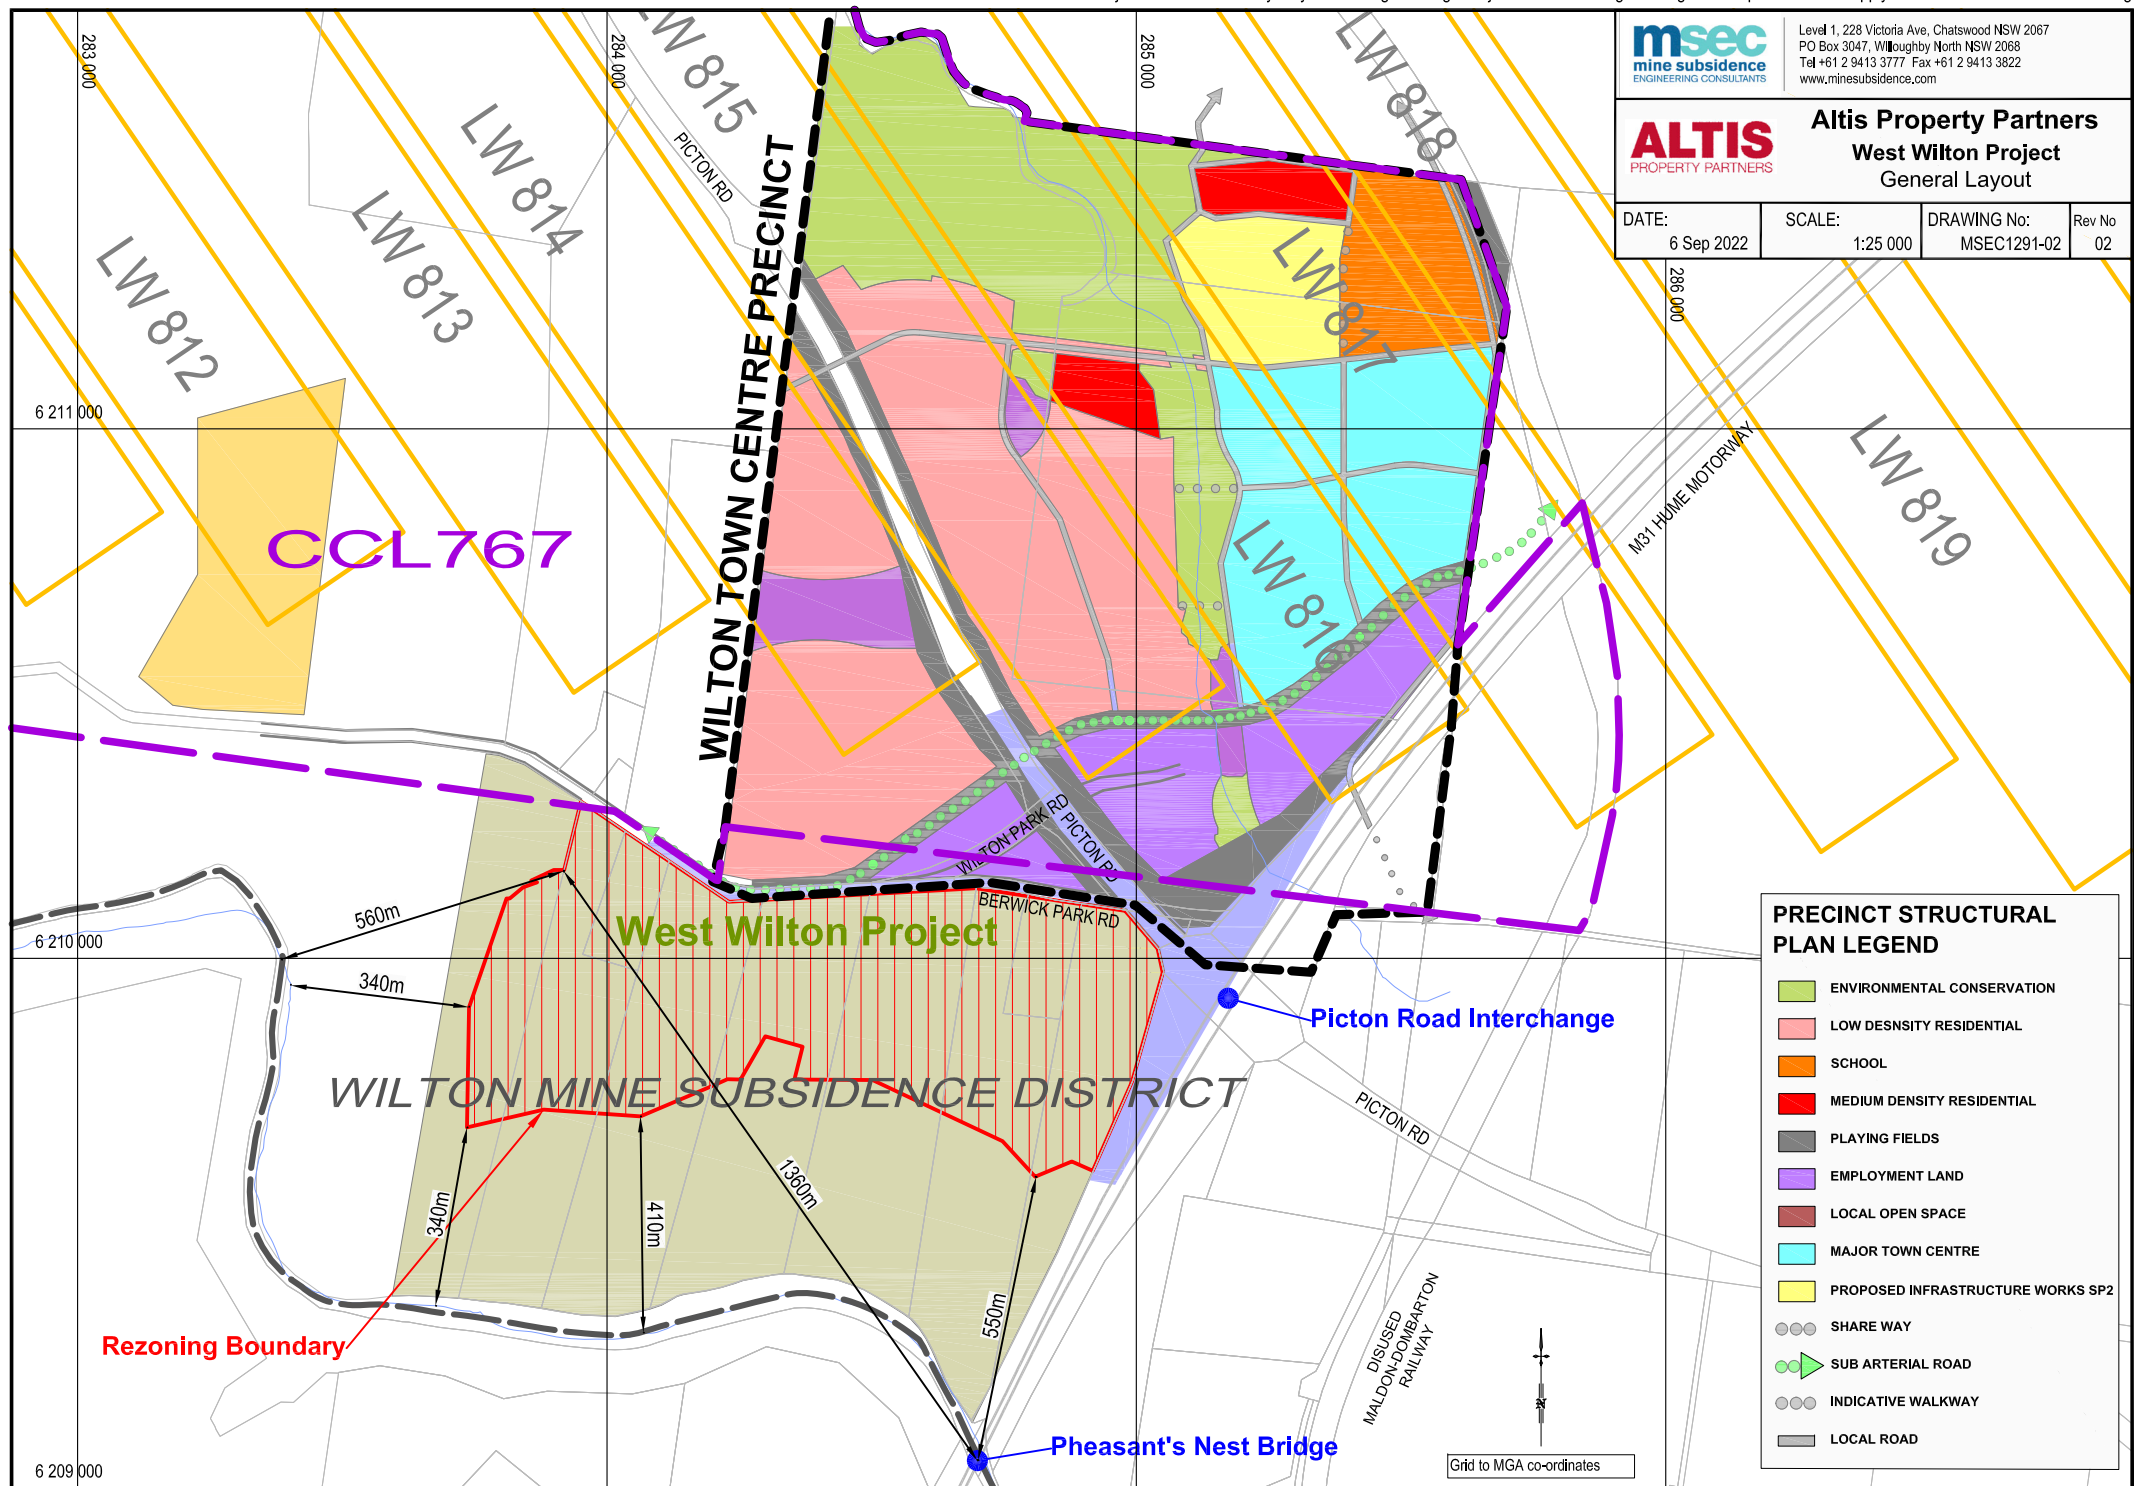 msec
mine subsidence
ENGINEERING CONSULTANTS
Level 1, 228 Victoria Ave, Chatswood NSW 2067
PO Box 3047, Willoughby North NSW 2068
Tel +61 2 9413 3777 Fax +61 2 9413 3822
www.minesubsidence.com
ALTIS
PROPERTY PARTNERS
Altis Property Partners
West Wilton Project
General Layout
DATE:
6 Sep 2022
SCALE:
1:25 000
DRAWING No:
MSEC1291-02
Rev No
02
283 000
284 000
285 000
286 000
LW 815
LW 818
LW 814
LW 813
LW 812
LW 817
LW 819
LW 816
PICTON RD
WILTON TOWN CENTRE PRECINCT
6 211 000
CCL767
M31 HUME MOTORWAY
WILTON PARK RD
PICTON RD
BERWICK PARK RD
West Wilton Project
560m
6 210 000
340m
Picton Road Interchange
WILTON MINE SUBSIDENCE DISTRICT
PICTON RD
1360m
340m
410m
550m
Rezoning Boundary
DISUSED
MALDON-DOMBARTON
RAILWAY
Pheasant's Nest Bridge
6 209 000
N
Grid to MGA co-ordinates
PRECINCT STRUCTURAL
PLAN LEGEND
ENVIRONMENTAL CONSERVATION
LOW DESNSITY RESIDENTIAL
SCHOOL
MEDIUM DENSITY RESIDENTIAL
PLAYING FIELDS
EMPLOYMENT LAND
LOCAL OPEN SPACE
MAJOR TOWN CENTRE
PROPOSED INFRASTRUCTURE WORKS SP2
SHARE WAY
SUB ARTERIAL ROAD
INDICATIVE WALKWAY
LOCAL ROAD